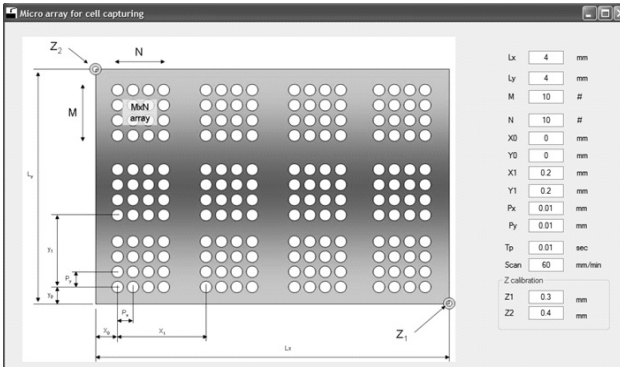 Micro array for cell capturing
Z2
N
M
MxN
array
Ly
Y1
Py
Y0
X0
Px
X1
Lx
Z1
Lx 4 mm
Ly 4 mm
M 10 #
N 10 #
X0 0 mm
Y0 0 mm
X1 0.2 mm
Y1 0.2 mm
Px 0.01 mm
Py 0.01 mm
Tp 0.01 sec
Scan 60 mm/min
Z calibration
Z1 0.3 mm
Z2 0.4 mm